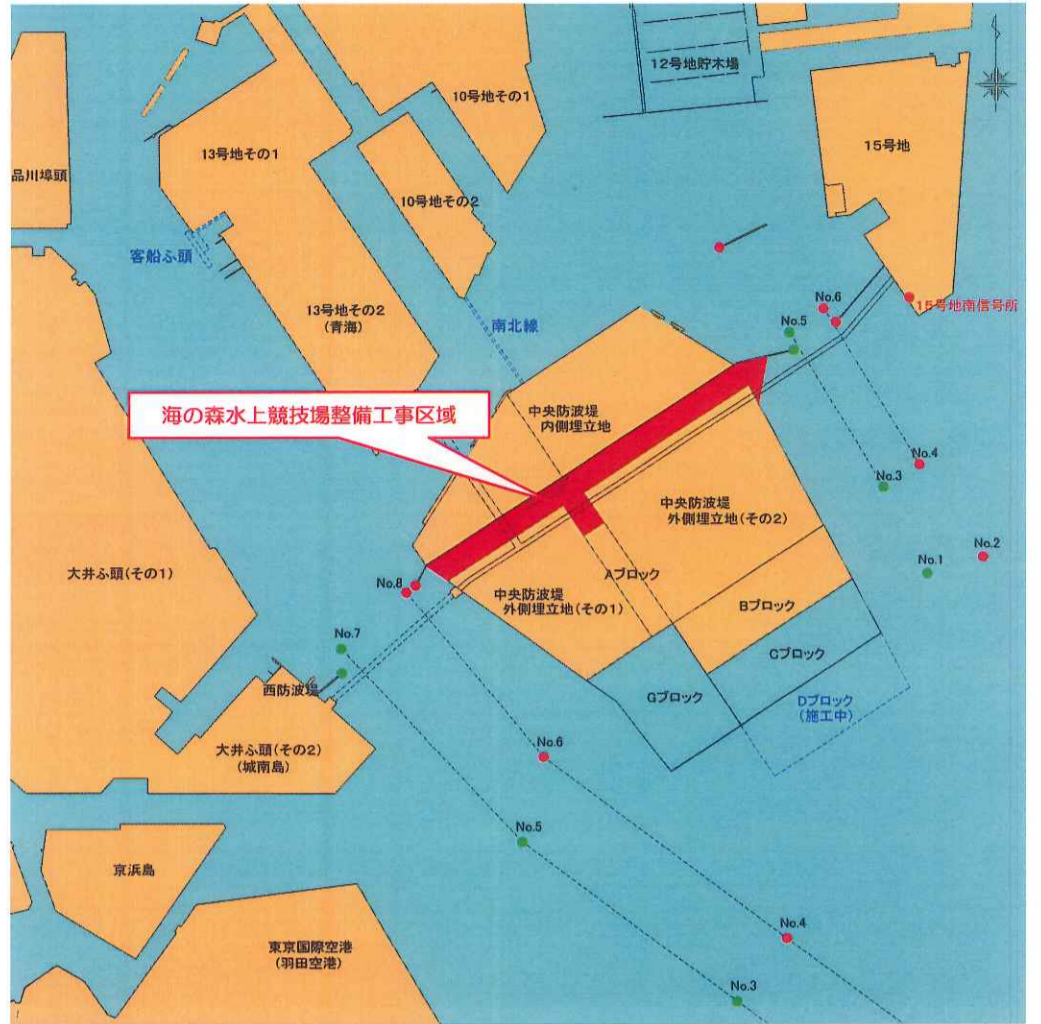 12号地貯木場
10号地その1
15号地
13号地その1
品川埠頭
10号地その2
客船ふ頭
No.6
15号地南信号所
13号地その2
(青海)
No.5
南北線
海の森水上競技場整備工事区域
中央防波堤
内側埋立地
No.4
No.3
中央防波堤
外側埋立地(その2)
No.2
No.1
大井ふ頭(その1)
No.8
Aブロック
中央防波堤
外側埋立地(その1)
Bブロック
No.7
Cブロック
西防波堤
Gブロック
Dブロック
(施工中)
大井ふ頭(その2)
(城南島)
No.6
No.5
京浜島
No.4
東京国際空港
(羽田空港)
No.3